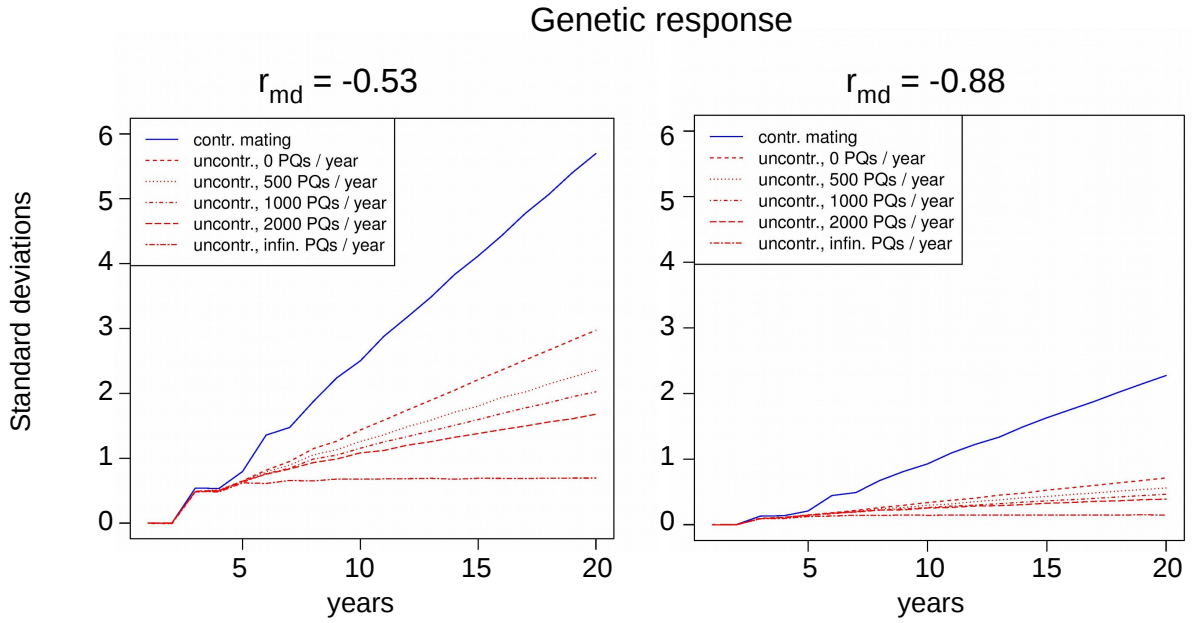 Genetic response
r_md = -0.53
r_md = -0.88
Standard deviations
contr. mating
uncontr., 0 PQs / year
uncontr., 500 PQs / year
uncontr., 1000 PQs / year
uncontr., 2000 PQs / year
uncontr., infin. PQs / year
6
5
4
3
2
1
0
5 10 15 20
years
contr. mating
uncontr., 0 PQs / year
uncontr., 500 PQs / year
uncontr., 1000 PQs / year
uncontr., 2000 PQs / year
uncontr., infin. PQs / year
6
5
4
3
2
1
0
5 10 15 20
years